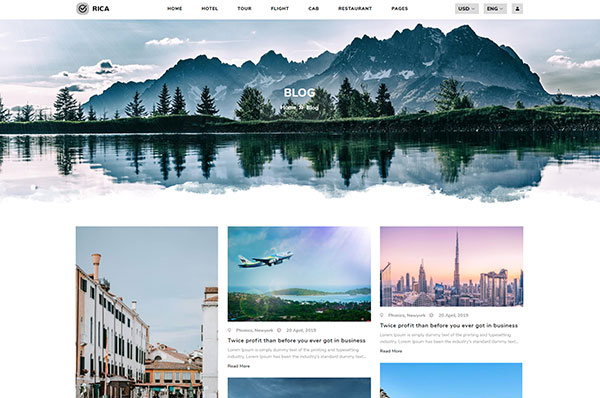 RICA
HOME HOTEL TOUR FLIGHT CAB RESTAURANT PAGES
USD ENG
BLOG
Home Blog
Phoenix, Newyork 20 April, 2019
Twice profit than before you ever got in business
Lorem Ipsum is simply dummy text of the printing and typesetting
industry. Lorem Ipsum has been the industry's standard dummy text...
Read More
Phoenix, Newyork 20 April, 2019
Twice profit than before you ever got in business
Lorem Ipsum is simply dummy text of the printing and typesetting
industry. Lorem Ipsum has been the industry's standard dummy text...
Read More